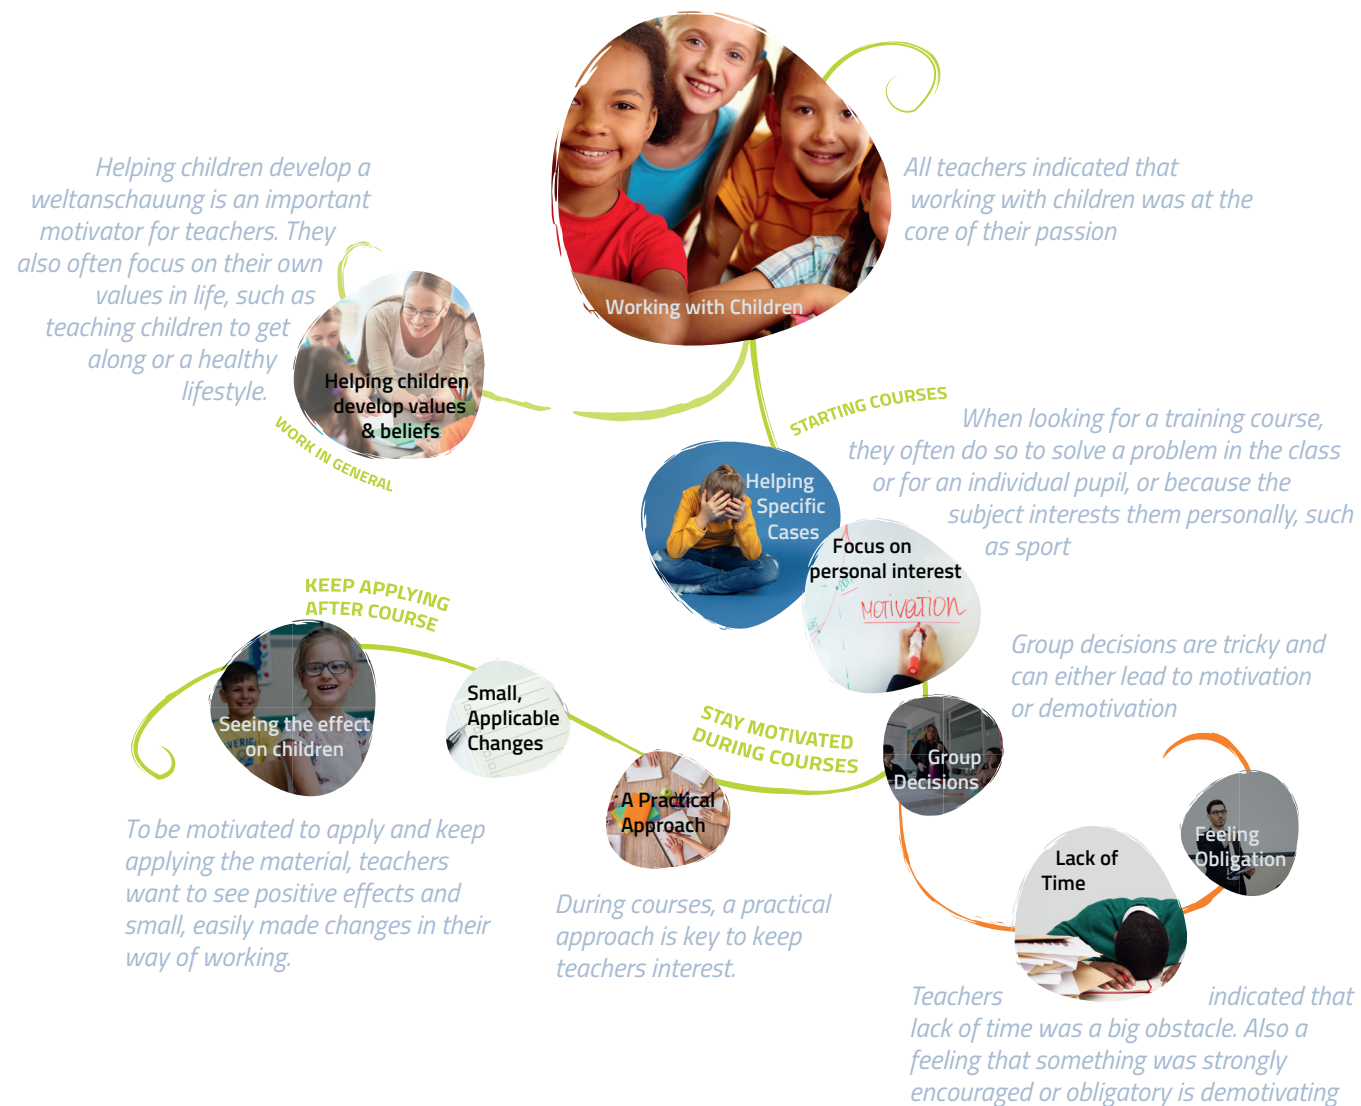 Working with Children
All teachers indicated that
working with children was at the
core of their passion
Helping children develop a
weltanschauung is an important
motivator for teachers. They
also often focus on their own
values in life, such as
teaching children to get
along or a healthy
lifestyle.
Helping children
develop values
& beliefs
WORK IN GENERAL
STARTING COURSES
When looking for a training course,
they often do so to solve a problem in the class
or for an individual pupil, or because the
subject interests them personally, such
as sport
Helping
Specific
Cases
Focus on
personal interest
MOTIVATION
KEEP APPLYING
AFTER COURSE
Seeing the effect
on children
Small,
Applicable
Changes
STAY MOTIVATED
DURING COURSES
A Practical
Approach
Group
Decisions
Group decisions are tricky and
can either lead to motivation
or demotivation
Feeling
Obligation
Lack of
Time
To be motivated to apply and keep
applying the material, teachers
want to see positive effects and
small, easily made changes in their
way of working.
During courses, a practical
approach is key to keep
teachers interest.
Teachers indicated that
lack of time was a big obstacle. Also a
feeling that something was strongly
encouraged or obligatory is demotivating